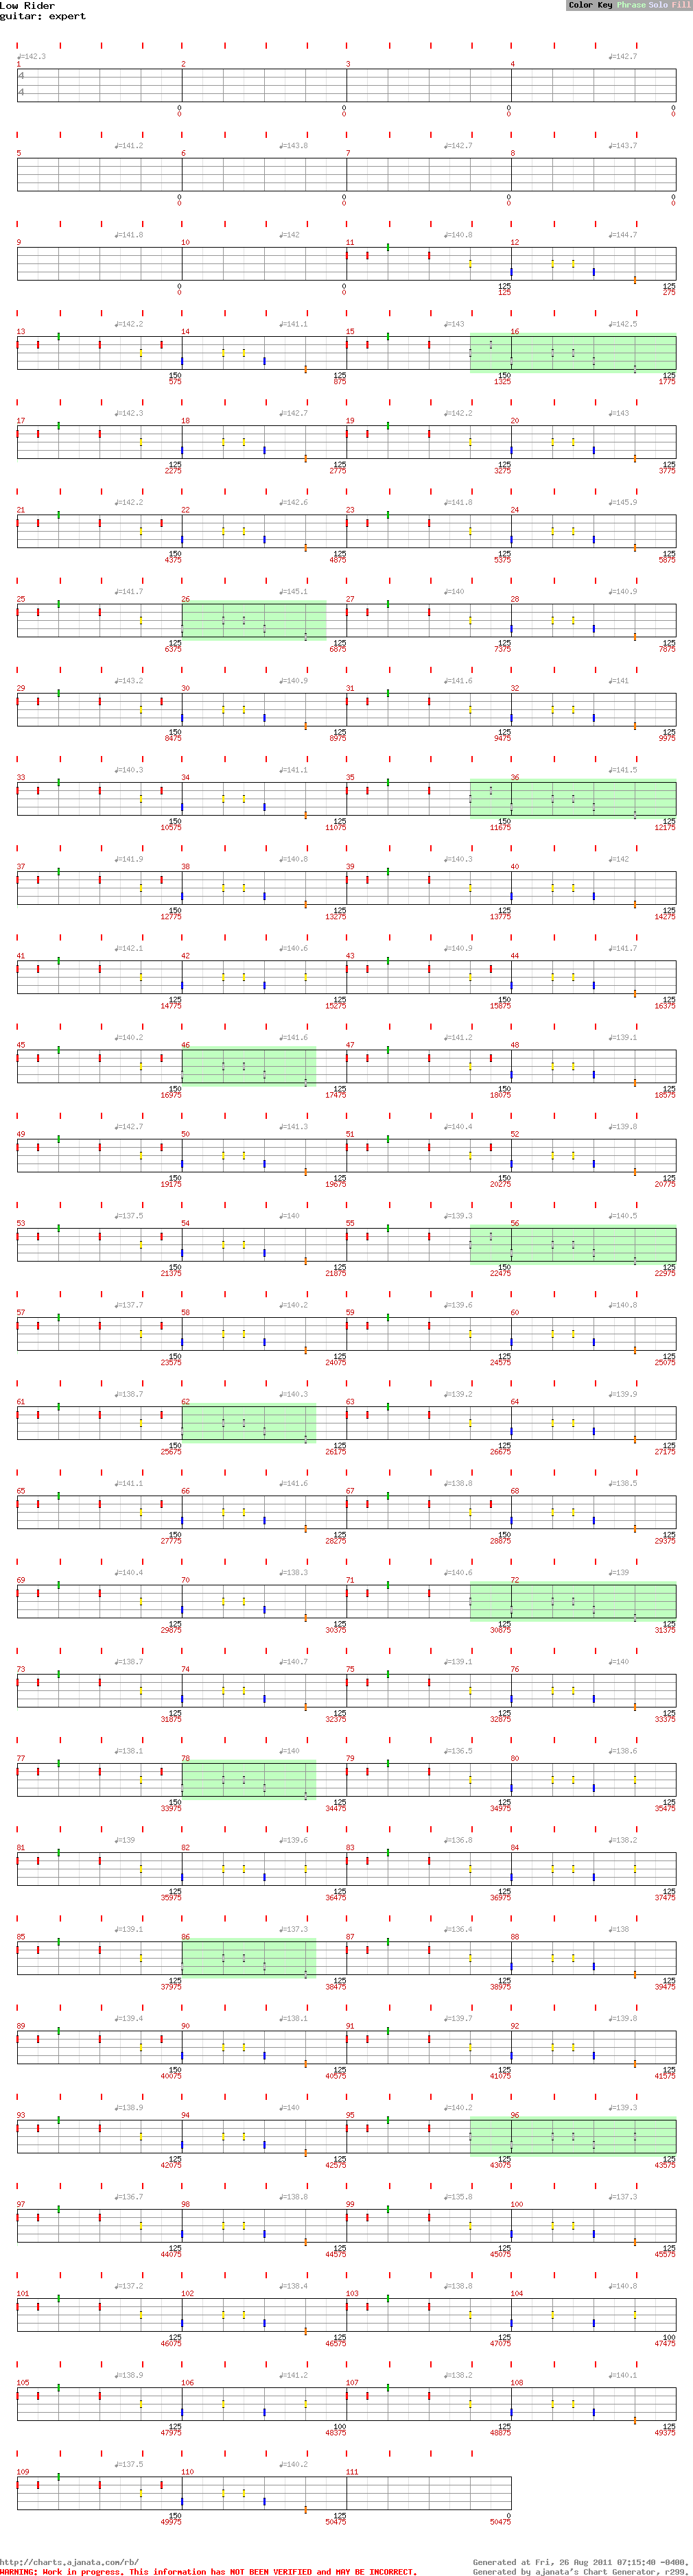 Low Rider Color Key Phrase Solo Fill
guitar: expert
♩=142.3 ♩=142.7
1 2 3 4
4
4
0 0 0 0
0 0 0 0
♩=141.2 ♩=143.8 ♩=142.7 ♩=143.7
5 6 7 8
0 0 0 0
0 0 0 0
♩=141.8 ♩=142 ♩=140.8 ♩=144.7
9 10 11 12
0 0 125 125
0 0 125 275
♩=142.2 ♩=141.1 ♩=143 ♩=142.5
13 14 15 16
150 125 150 125
575 875 1325 1775
♩=142.3 ♩=142.7 ♩=142.2 ♩=143
17 18 19 20
125 125 125 125
2275 2775 3275 3775
♩=142.2 ♩=142.6 ♩=141.8 ♩=145.9
21 22 23 24
150 125 125 125
4375 4875 5375 5875
♩=141.7 ♩=145.1 ♩=140 ♩=140.9
25 26 27 28
125 125 125 125
6375 6875 7375 7875
♩=143.2 ♩=140.9 ♩=141.6 ♩=141
29 30 31 32
150 125 125 125
8475 8975 9475 9975
♩=140.3 ♩=141.1 ♩=141.5
33 34 35 36
150 125 150 125
10575 11075 11675 12175
♩=141.9 ♩=140.8 ♩=140.3 ♩=142
37 38 39 40
150 125 125 125
12775 13275 13775 14275
♩=142.1 ♩=140.6 ♩=140.9 ♩=141.7
41 42 43 44
125 125 150 125
14775 15275 15875 16375
♩=140.2 ♩=141.6 ♩=141.2 ♩=139.1
45 46 47 48
150 125 150 125
16975 17475 18075 18575
♩=142.7 ♩=141.3 ♩=140.4 ♩=139.8
49 50 51 52
150 125 150 125
19175 19675 20275 20775
♩=137.5 ♩=140 ♩=139.3 ♩=140.5
53 54 55 56
150 125 150 125
21375 21875 22475 22975
♩=137.7 ♩=140.2 ♩=139.6 ♩=140.8
57 58 59 60
150 125 125 125
23575 24075 24575 25075
♩=138.7 ♩=140.3 ♩=139.2 ♩=139.9
61 62 63 64
150 125 125 125
25675 26175 26675 27175
♩=141.1 ♩=141.6 ♩=138.8 ♩=138.5
65 66 67 68
150 125 150 125
27775 28275 28875 29375
♩=140.4 ♩=138.3 ♩=140.6 ♩=139
69 70 71 72
125 125 125 125
29875 30375 30875 31375
♩=138.7 ♩=140.7 ♩=139.1 ♩=140
73 74 75 76
125 125 125 125
31875 32375 32875 33375
♩=138.1 ♩=140 ♩=136.5 ♩=138.6
77 78 79 80
150 125 125 125
33975 34475 34975 35475
♩=139 ♩=139.6 ♩=136.8 ♩=138.2
81 82 83 84
125 125 125 125
35975 36475 36975 37475
♩=139.1 ♩=137.3 ♩=136.4 ♩=138
85 86 87 88
125 125 125 125
37975 38475 38975 39475
♩=139.4 ♩=138.1 ♩=139.7 ♩=139.8
89 90 91 92
150 125 125 125
40075 40575 41075 41575
♩=138.9 ♩=140 ♩=140.2 ♩=139.3
93 94 95 96
125 125 125 125
42075 42575 43075 43575
♩=136.7 ♩=138.8 ♩=135.8 ♩=137.3
97 98 99 100
125 125 125 125
44075 44575 45075 45575
♩=137.2 ♩=138.4 ♩=138.8 ♩=140.8
101 102 103 104
125 125 125 100
46075 46575 47075 47475
♩=138.9 ♩=141.2 ♩=138.2 ♩=140.1
105 106 107 108
125 100 125 125
47975 48375 48875 49375
♩=137.5 ♩=140.2
109 110 111
150 125 0
49975 50475 50475
http://charts.ajanata.com/rb/ Generated at Fri, 26 Aug 2011 07:15:40 -0400.
WARNING: Work in progress. This information has NOT BEEN VERIFIED and MAY BE INCORRECT. Generated by ajanata's Chart Generator, r299.